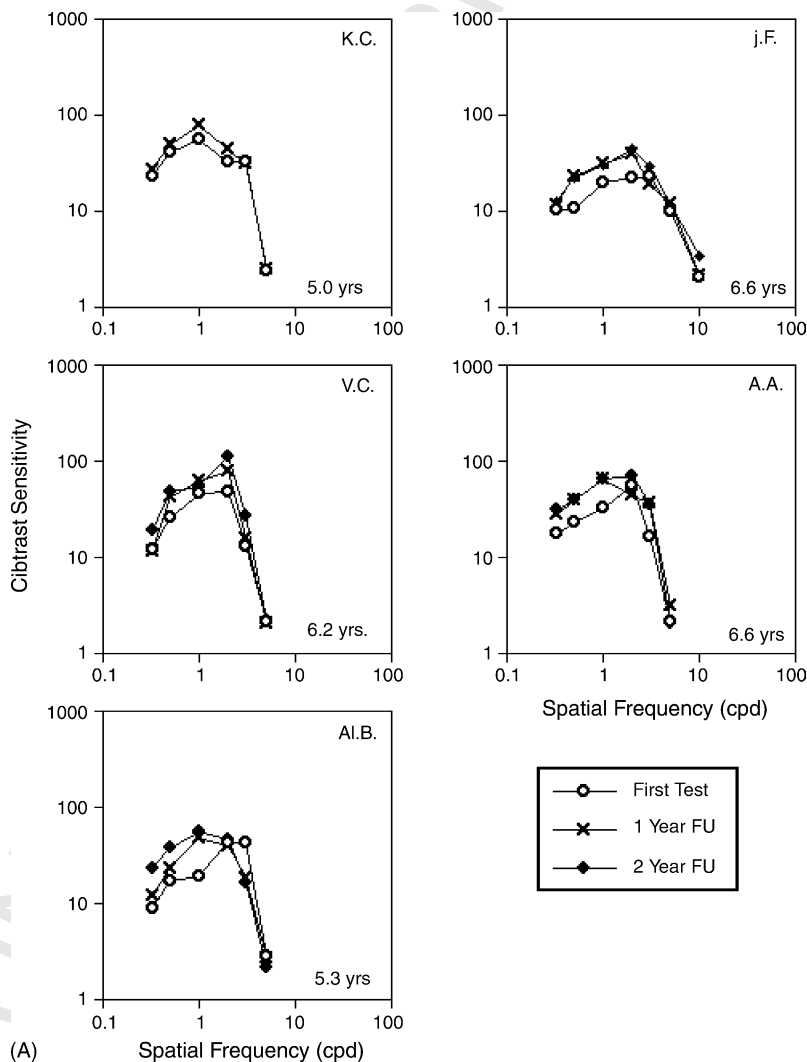 K.C.
1000
100
10
1
5.0 yrs
0.1 1 10 100
j.F.
1000
100
10
1
6.6 yrs
0.1 1 10 100
Cibtrast Sensitivity
V.C.
1000
100
10
1
6.2 yrs.
0.1 1 10 100
A.A.
1000
100
10
1
6.6 yrs
0.1 1 10 100
Spatial Frequency (cpd)
Al.B.
1000
100
10
1
5.3 yrs
0.1 1 10 100
Spatial Frequency (cpd)
First Test
1 Year FU
2 Year FU
(A)